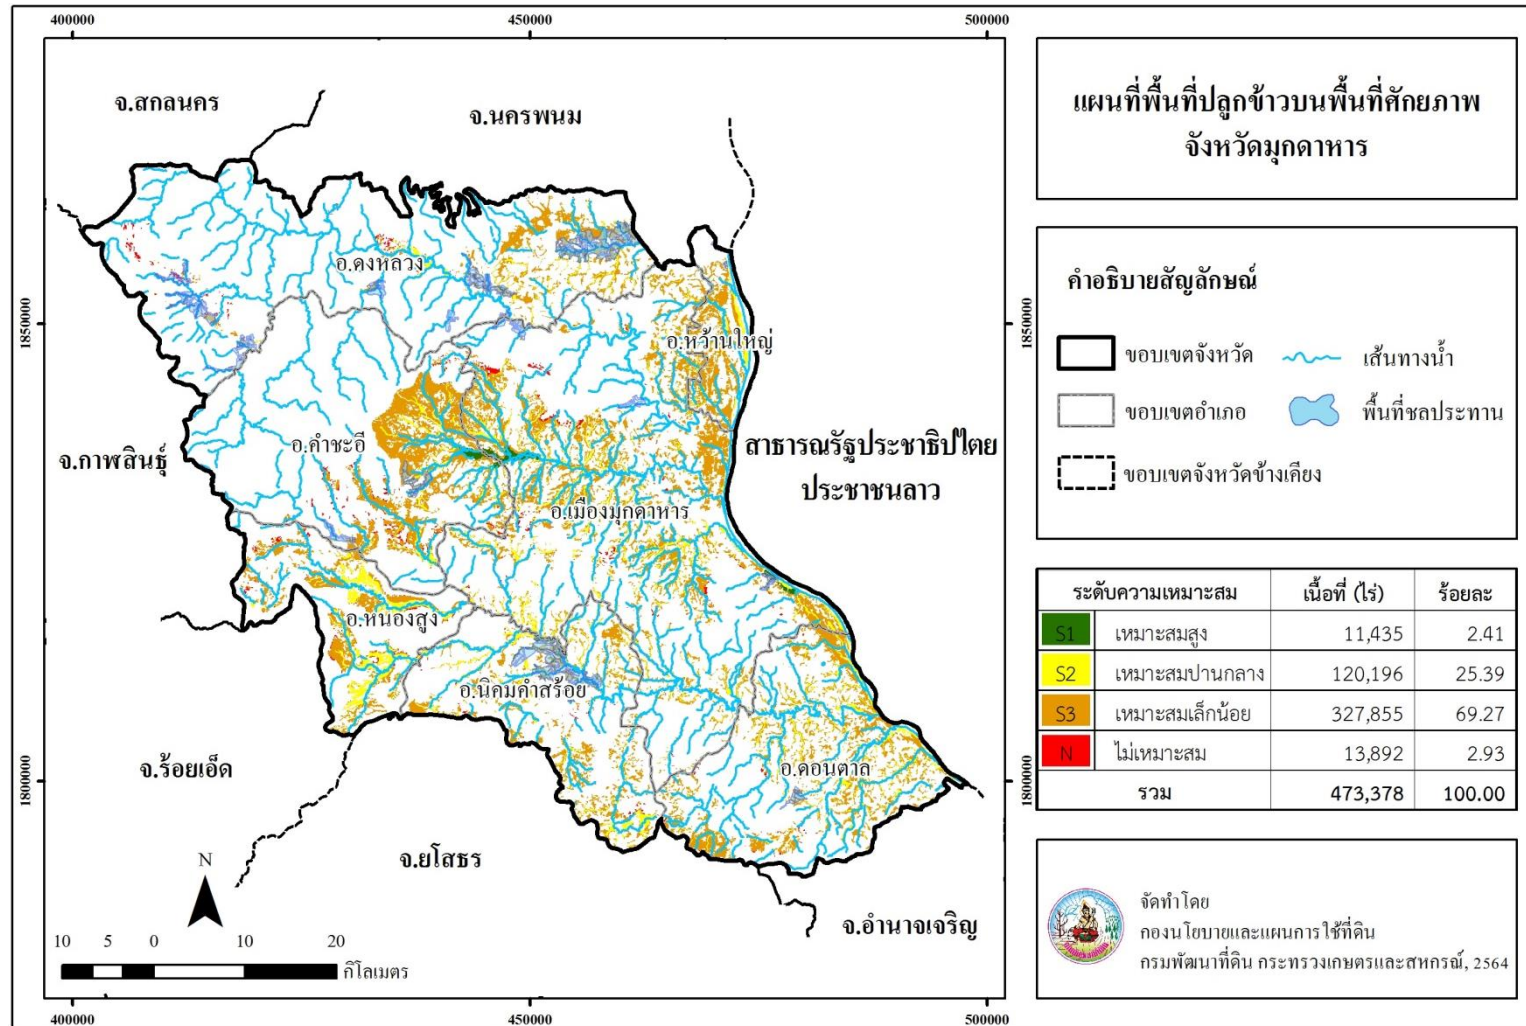 400000
450000
500000
จ.สกลนคร
จ.นครพนม
1850000
1850000
อ.ดงหลวง
อ.หว้านใหญ่
จ.กาฬสินธุ์
อ.คำชะอี
สาธารณรัฐประชาธิปไตย
ประชาชนลาว
อ.เมืองมุกดาหาร
อ.หนองสูง
อ.นิคมคำสร้อย
จ.ร้อยเอ็ด
อ.ดอนตาล
1800000
1800000
จ.ยโสธร
จ.อำนาจเจริญ
N
10 5 0 10 20
กิโลเมตร
400000
450000
500000
แผนที่พื้นที่ปลูกข้าวบนพื้นที่ศักยภาพ
จังหวัดมุกดาหาร
คำอธิบายสัญลักษณ์
ขอบเขตจังหวัด เส้นทางน้ำ
ขอบเขตอำเภอ พื้นที่ชลประทาน
ขอบเขตจังหวัดข้างเคียง
ระดับความเหมาะสม เนื้อที่ (ไร่) ร้อยละ
S1 เหมาะสมสูง 11,435 2.41
S2 เหมาะสมปานกลาง 120,196 25.39
S3 เหมาะสมเล็กน้อย 327,855 69.27
N ไม่เหมาะสม 13,892 2.93
รวม 473,378 100.00
จัดทำโดย
กองนโยบายและแผนการใช้ที่ดิน
กรมพัฒนาที่ดิน กระทรวงเกษตรและสหกรณ์, 2564